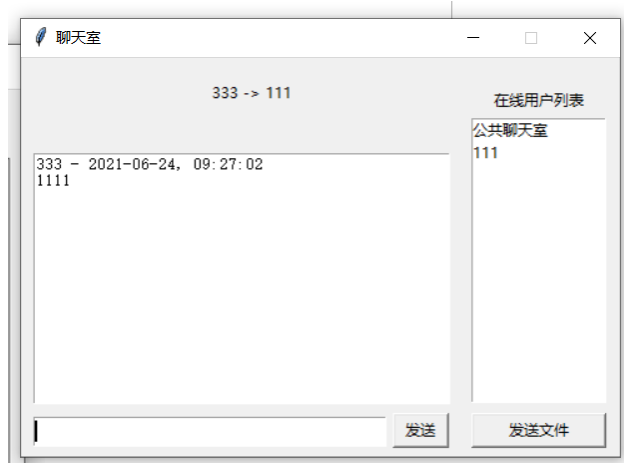 聊天室
333 -> 111
在线用户列表
公共聊天室
111
333 - 2021-06-24, 09:27:02
1111
发送
发送文件